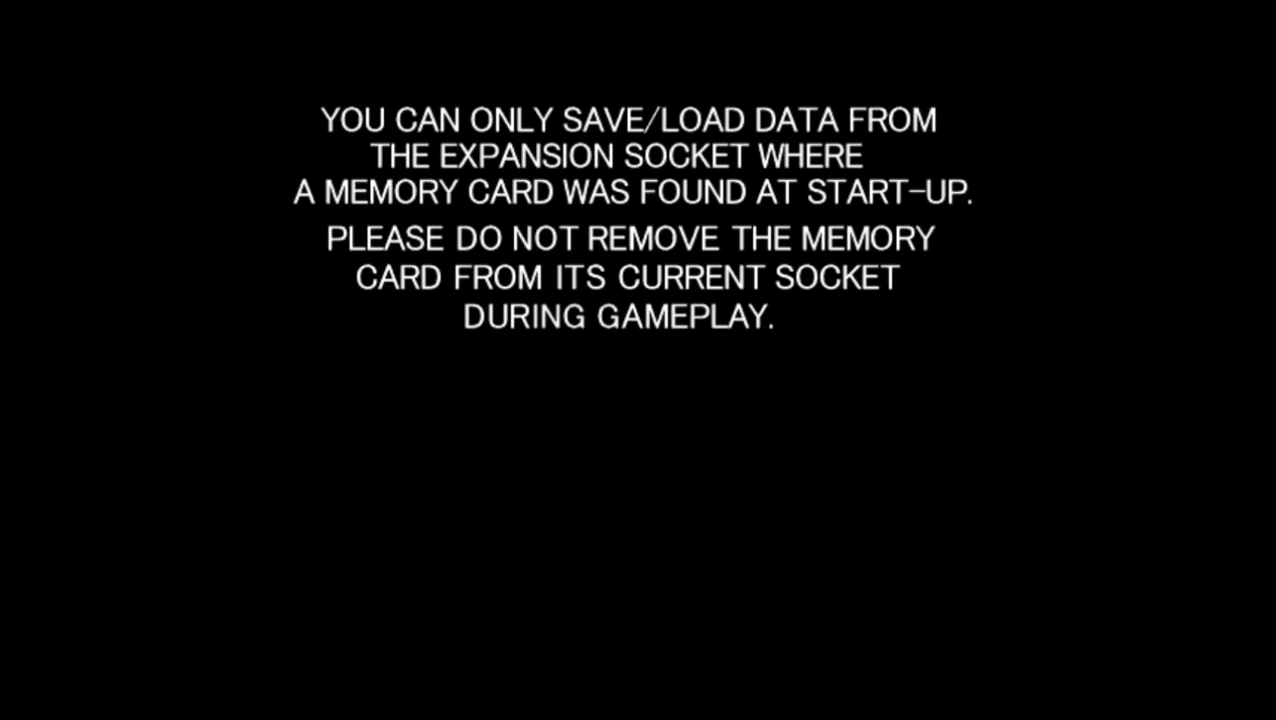 YOU CAN ONLY SAVE/LOAD DATA FROM
THE EXPANSION SOCKET WHERE
A MEMORY CARD WAS FOUND AT START-UP.
PLEASE DO NOT REMOVE THE MEMORY
CARD FROM ITS CURRENT SOCKET
DURING GAMEPLAY.